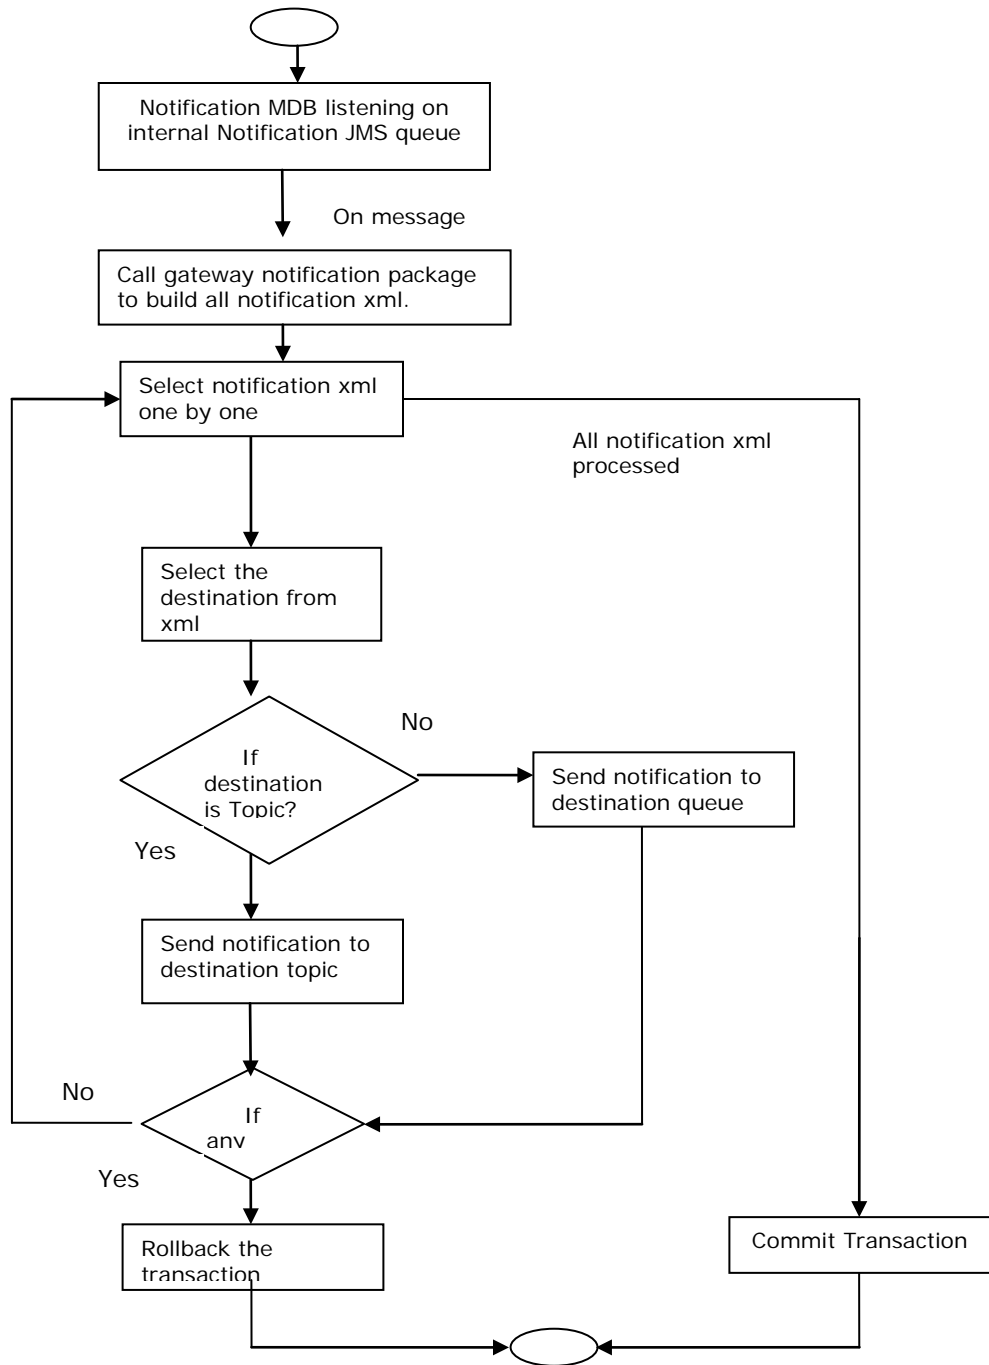 Notification MDB listening on
internal Notification JMS queue
On message
Call gateway notification package
to build all notification xml.
Select notification xml
one by one
All notification xml
processed
Select the
destination from
xml
No
If
destination
is Topic?
Send notification to
destination queue
Yes
Send notification to
destination topic
No
If
any
Yes
Rollback the
transaction
Commit Transaction